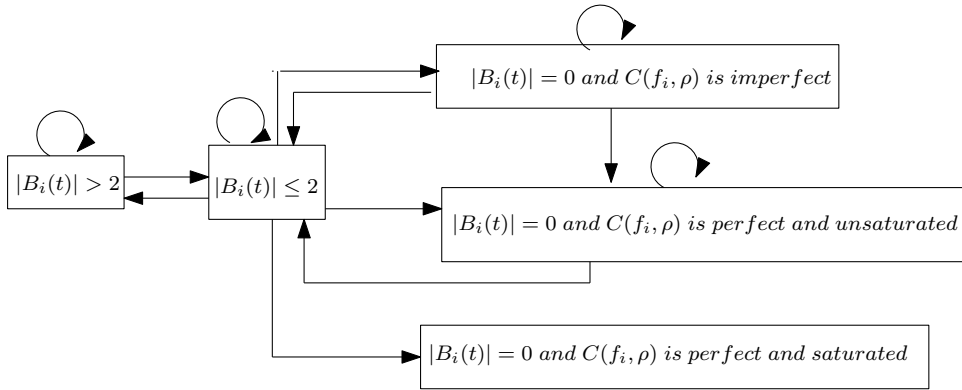 |B_i(t)| = 0 and C(f_i, ρ) is imperfect
|B_i(t)| > 2
|B_i(t)| ≤ 2
|B_i(t)| = 0 and C(f_i, ρ) is perfect and unsaturated
|B_i(t)| = 0 and C(f_i, ρ) is perfect and saturated